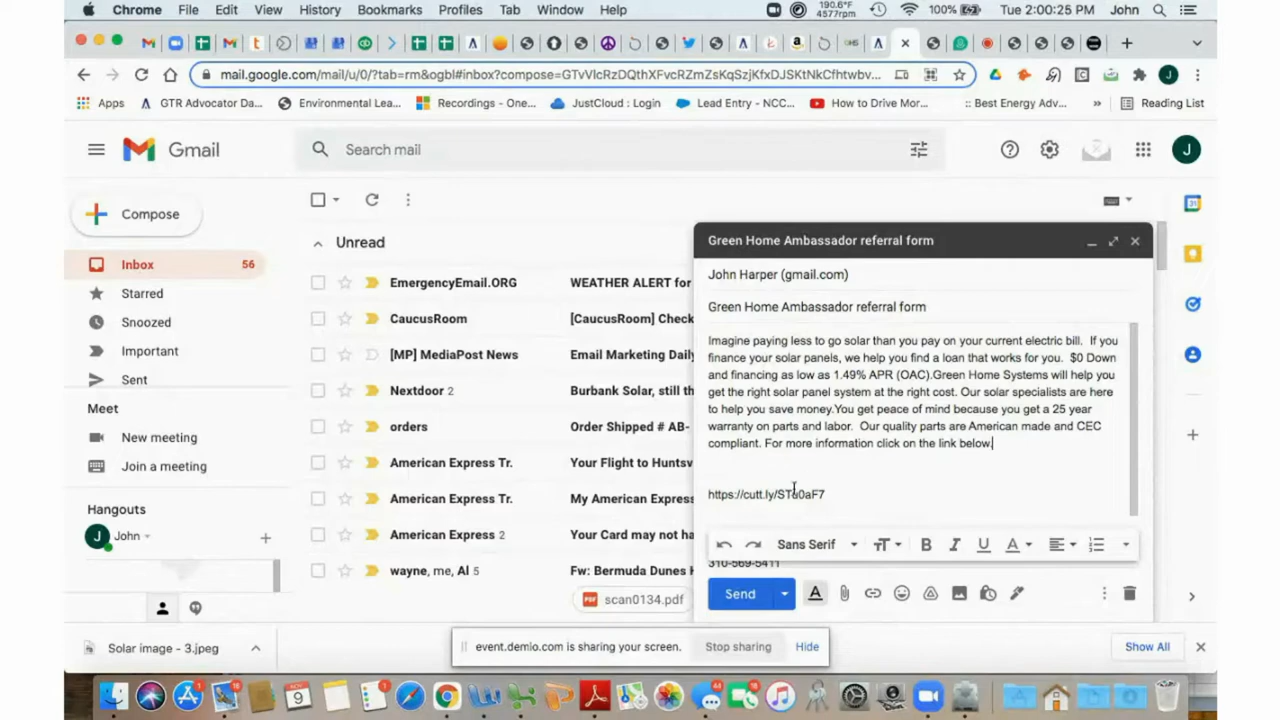 Chrome File Edit View History Bookmarks Profiles Tab Window Help 190.6°F 4577rpm 100% Tue 2:00:25 PM John
mail.google.com/mail/u/0/?tab=rm&ogbl#inbox?compose=GTvVlcRzDQthXFvcRZmZsKqSzjKfxDJSKtNkCfhtwbv...
Apps GTR Advocator Da... Environmental Lea... Recordings - One... JustCloud : Login Lead Entry - NCC... How to Drive Mor... :: Best Energy Adv... » Reading List
Gmail Search mail J
Compose
Unread
Green Home Ambassador referral form
Inbox 56
John Harper (gmail.com)
EmergencyEmail.ORG WEATHER ALERT for
Starred
Green Home Ambassador referral form
CaucusRoom [CaucusRoom] Check
Snoozed
Imagine paying less to go solar than you pay on your current electric bill. If you
[MP] MediaPost News Email Marketing Daily
Important
finance your solar panels, we help you find a loan that works for you. $0 Down
and financing as low as 1.49% APR (OAC).Green Home Systems will help you
Sent
Nextdoor 2 Burbank Solar, still th
get the right solar panel system at the right cost. Our solar specialists are here
Meet
to help you save money.You get peace of mind because you get a 25 year
orders Order Shipped # AB-
warranty on parts and labor. Our quality parts are American made and CEC
New meeting
compliant. For more information click on the link below.
American Express Tr. Your Flight to Huntsv
Join a meeting
https://cutt.ly/
American Express Tr. My American Express
Hangouts
John
American Express 2 Your Card may not ha
Sans Serif
310-569-5411
wayne, me, Al 5 Fw: Bermuda Dunes
scan0134.pdf
Send
Solar image - 3.jpeg
event.demio.com is sharing your screen. Stop sharing Hide
Show All